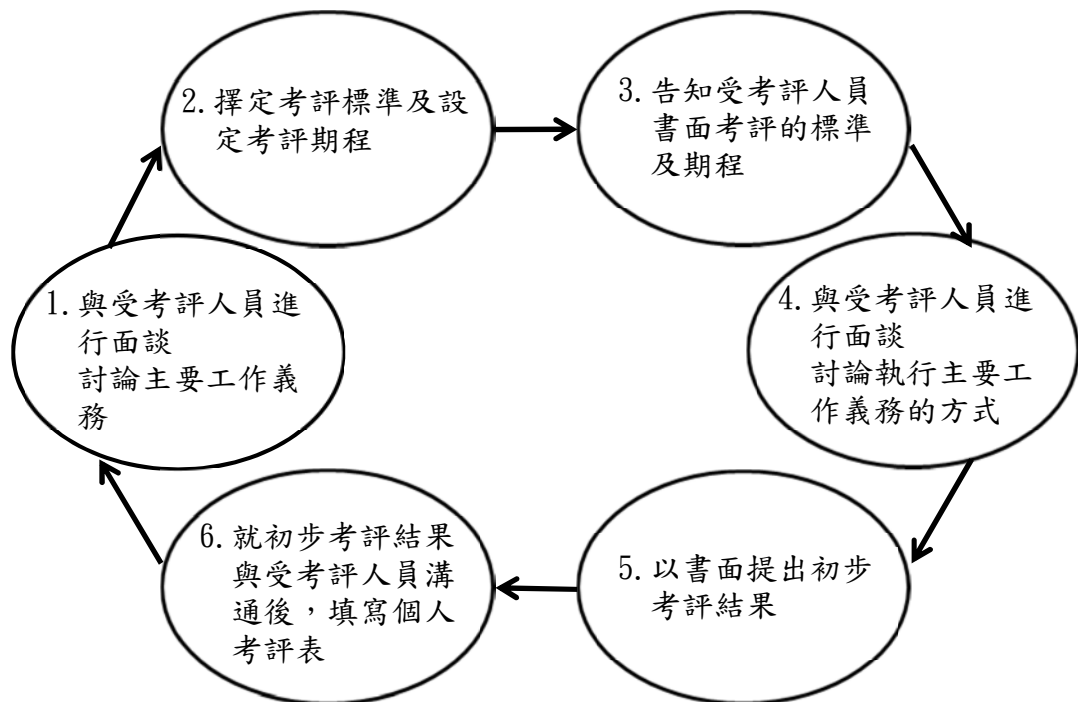 1.與受考評人員進
行面談
討論主要工作義
務
2.擇定考評標準及設
定考評期程
3.告知受考評人員
書面考評的標準
及期程
4.與受考評人員進
行面談
討論執行主要工
作義務的方式
5.以書面提出初步
考評結果
6.就初步考評結果
與受考評人員溝
通後，填寫個人
考評表